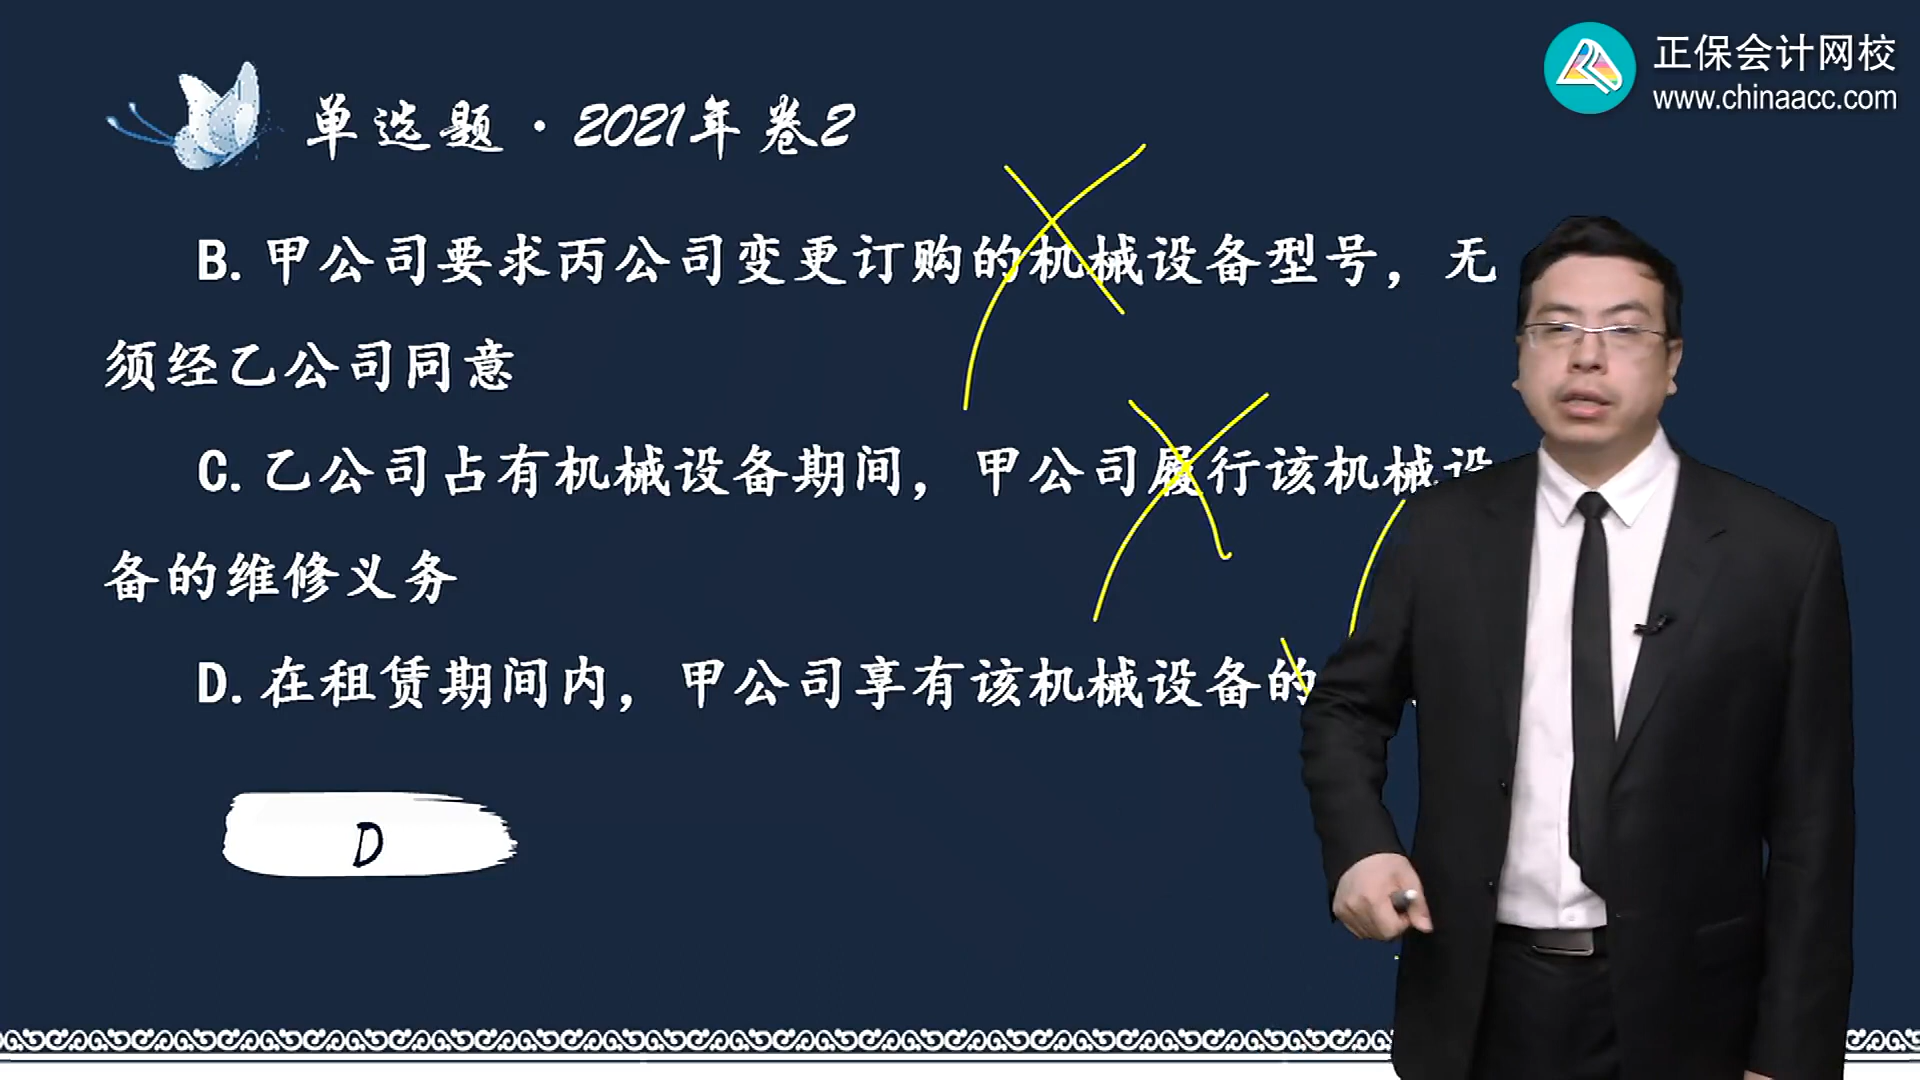 正保会计网校
www.chinaacc.com
单选题·2021年卷2
B.甲公司要求丙公司变更订购的机械设备型号，无
须经乙公司同意
C.乙公司占有机械设备期间，甲公司履行该机械设
备的维修义务
D.在租赁期间内，甲公司享有该机械设备的
D